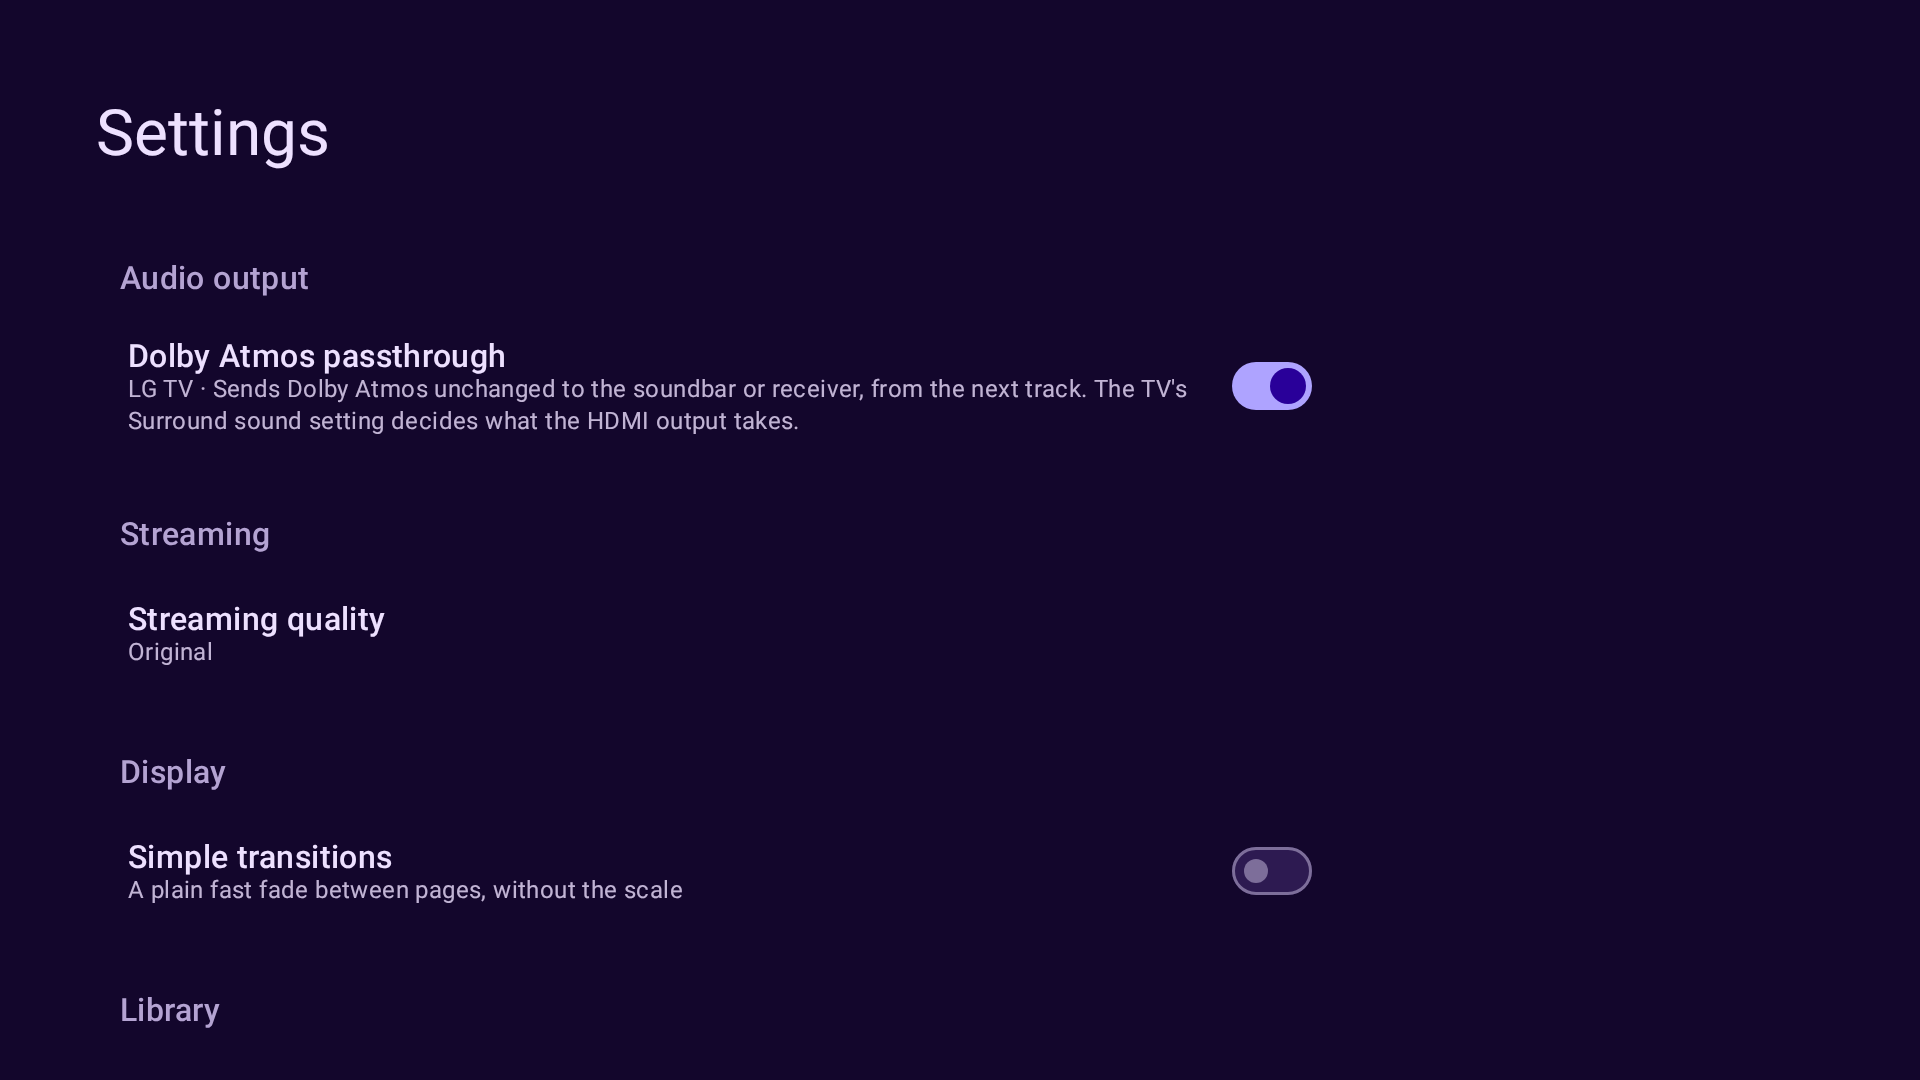 Settings
Audio output
Dolby Atmos passthrough
LG TV · Sends Dolby Atmos unchanged to the soundbar or receiver, from the next track. The TV's
Surround sound setting decides what the HDMI output takes.
Streaming
Streaming quality
Original
Display
Simple transitions
A plain fast fade between pages, without the scale
Library